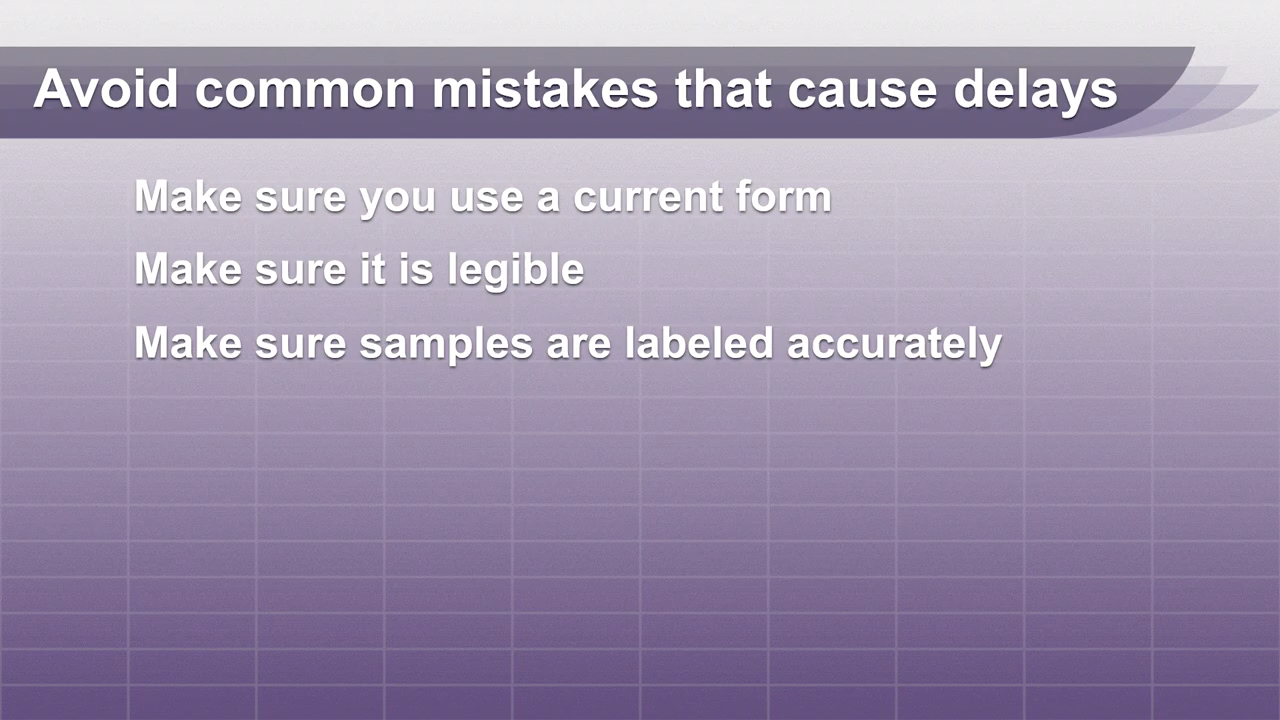 Avoid common mistakes that cause delays
Make sure you use a current form
Make sure it is legible
Make sure samples are labeled accurately